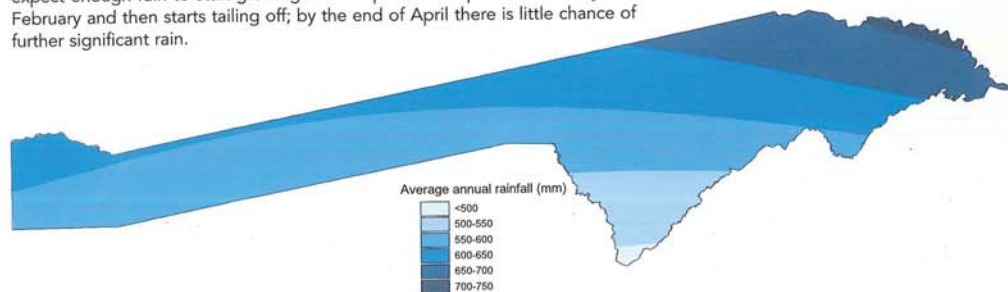 February and then starts tailing off; by the end of April there is little chance of
further significant rain.
Average annual rainfall (mm)
<500
500-550
550-600
600-650
650-700
700-750